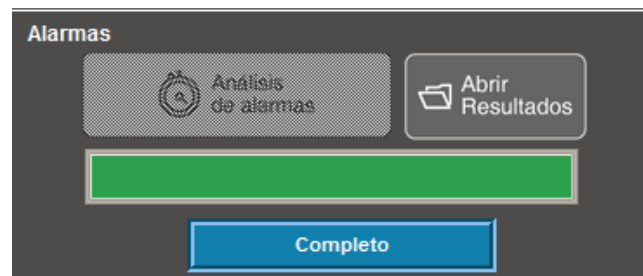 Alarmas
Análisis
de alarmas
Abrir
Resultados
Completo